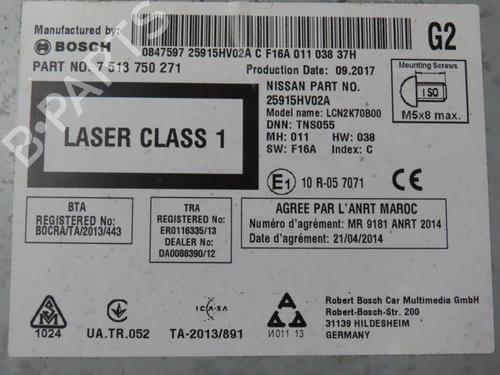 Manufactured by:
BOSCH
0847597 25915HV02A C F16A 011 038 37H
G2
PART NO. 7 513 750 271
Production Date: 09.2017
Mounting Screws
ISO
M5x8 max.
NISSAN PART NO.
25915HV02A
Model name: LCN2K70B00
DNN: TNS055
MH: 011 HW: 038
SW: F16A Index: C
LASER CLASS 1
E1 10 R-05 7071 CE
BTA
REGISTERED No:
BOCRA/TA/2013/443
TRA
REGISTERED No:
ER0116335/13
DEALER No:
DA0088390/12
AGREE PAR L'ANRT MAROC
Numéro d'agrément: MR 9181 ANRT 2014
Date d'agrément: 21/04/2014
1024
UA.TR.052
ICASA
TA-2013/891
И011 13
Robert Bosch Car Multimedia GmbH
Robert-Bosch-Str. 200
31139 HILDESHEIM
GERMANY
B-PARTS